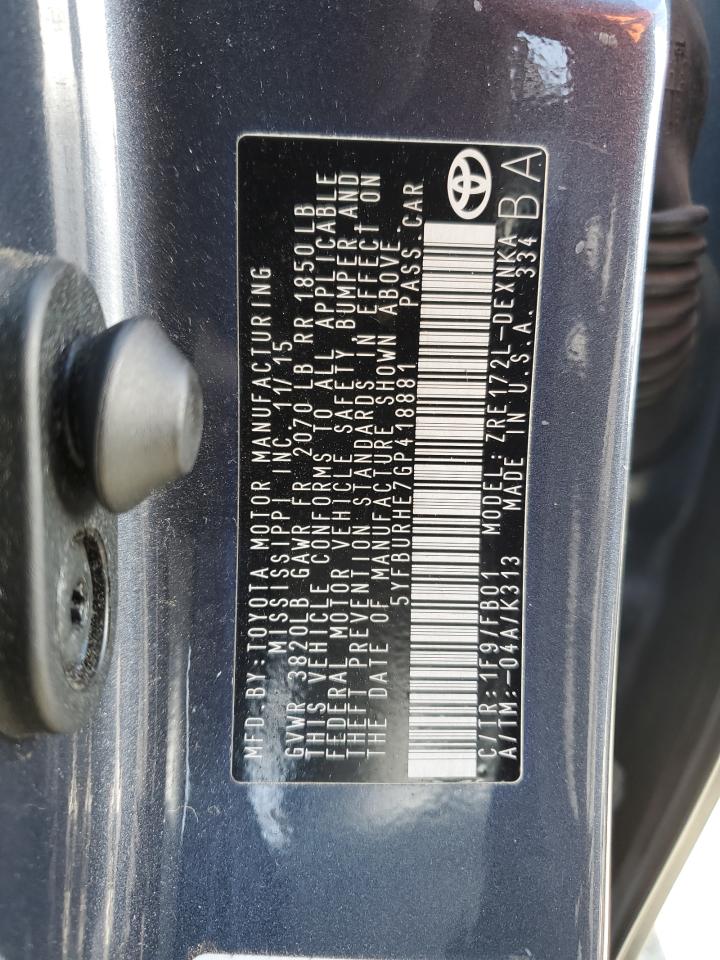 MFD.BY:TOYOTA MOTOR MANUFACTURING
MISSISSIPPI INC. 11/15
GVWR 3820LB GAWR FR 2070 LB RR 1850 LB
THIS VEHICLE CONFORMS TO ALL APPLICABLE
FEDERAL MOTOR VEHICLE SAFETY BUMPER AND
THEFT PREVENTION STANDARDS IN EFFECT ON
THE DATE OF MANUFACTURE SHOWN ABOVE.
5YFBURHE7GP418881 PASS.CAR
C/TR:1F9/FB01 MODEL:ZRE172L-DEXNKA
A/TM:-04A/K313 MADE IN U.S.A. 334 BA